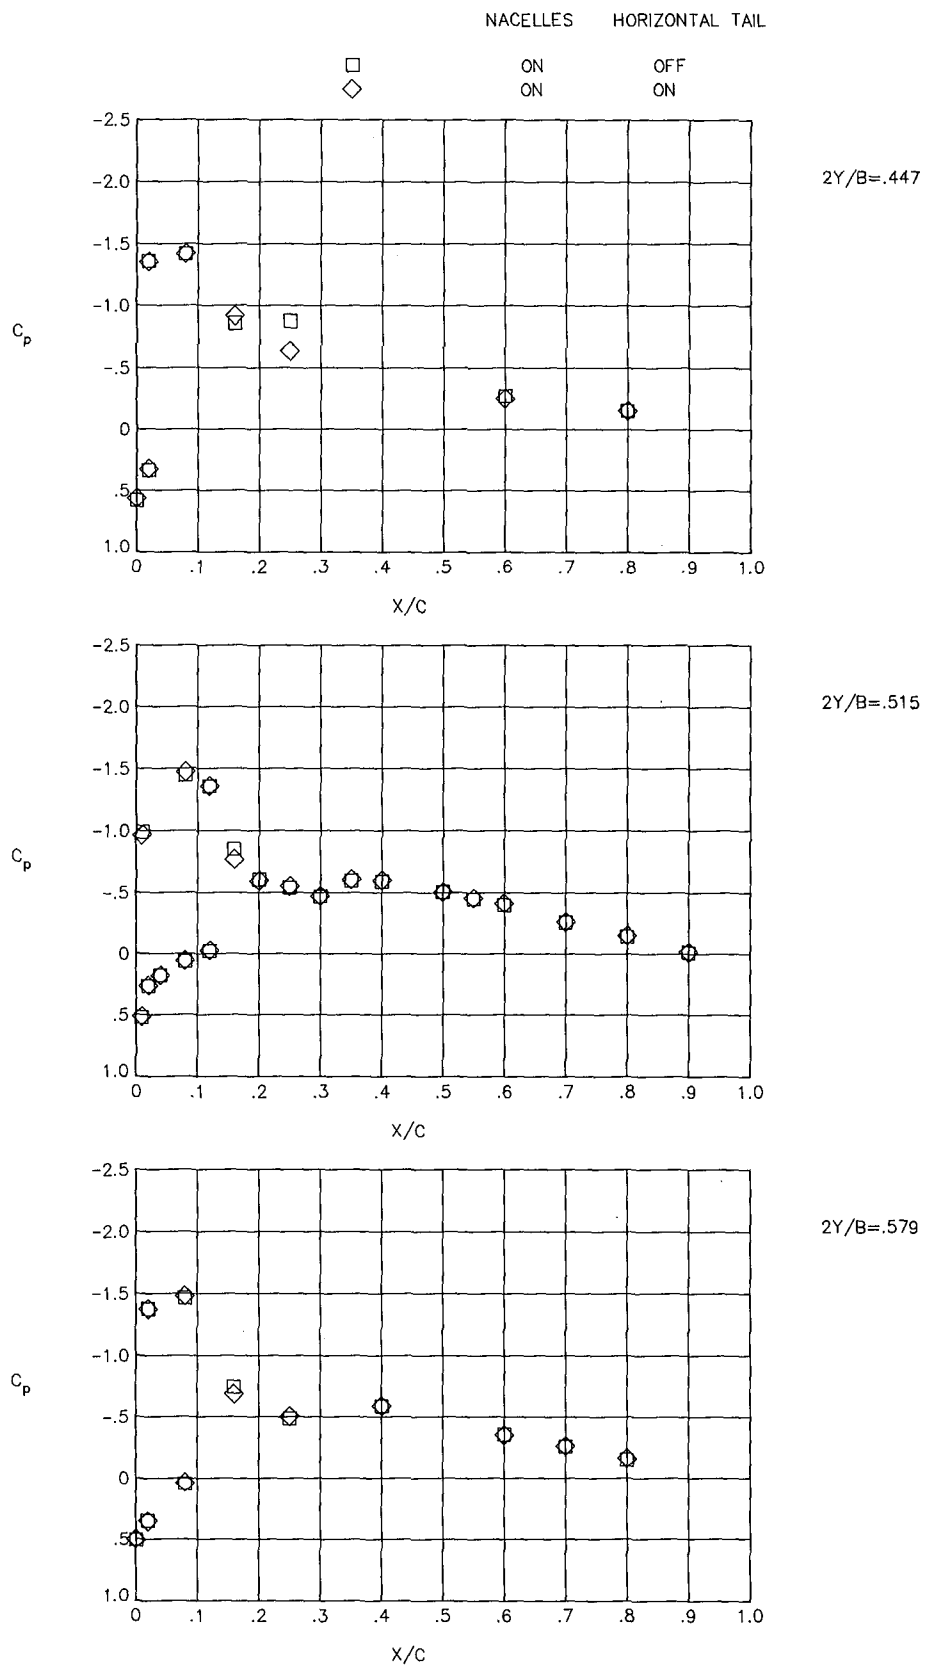 NACELLES HORIZONTAL TAIL
ON OFF
ON ON
-2.5
-2.0
-1.5
-1.0
-.5
0
.5
1.0
Cp
0 .1 .2 .3 .4 .5 .6 .7 .8 .9 1.0
X/C
2Y/B=.447
-2.5
-2.0
-1.5
-1.0
-.5
0
.5
1.0
Cp
0 .1 .2 .3 .4 .5 .6 .7 .8 .9 1.0
X/C
2Y/B=.515
-2.5
-2.0
-1.5
-1.0
-.5
0
.5
1.0
Cp
0 .1 .2 .3 .4 .5 .6 .7 .8 .9 1.0
X/C
2Y/B=.579